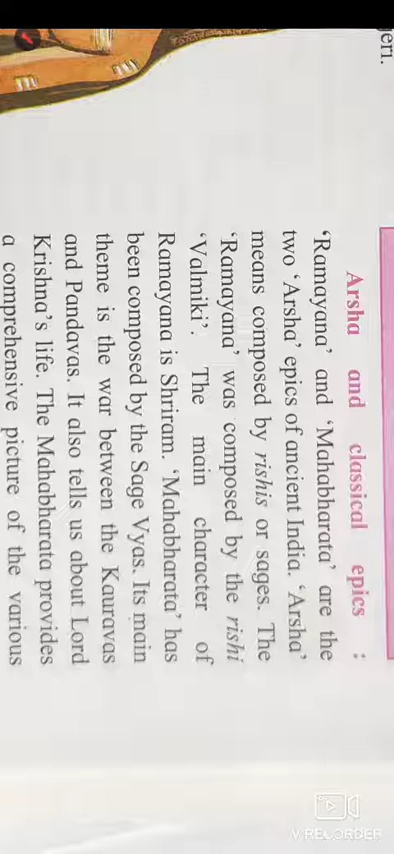 geri.
Arsha and classical epics :
‘Ramayana’ and ‘Mahabharata’ are the
two ‘Arsha’ epics of ancient India. ‘Arsha’
means composed by rishis or sages. The
‘Ramayana’ was composed by the rishi
‘Valmiki’. The main character of
Ramayana is Shriram. ‘Mahabharata’ has
been composed by the Sage Vyas. Its main
theme is the war between the Kauravas
and Pandavas. It also tells us about Lord
Krishna’s life. The Mahabharata provides
a comprehensive picture of the various
V RECORDER